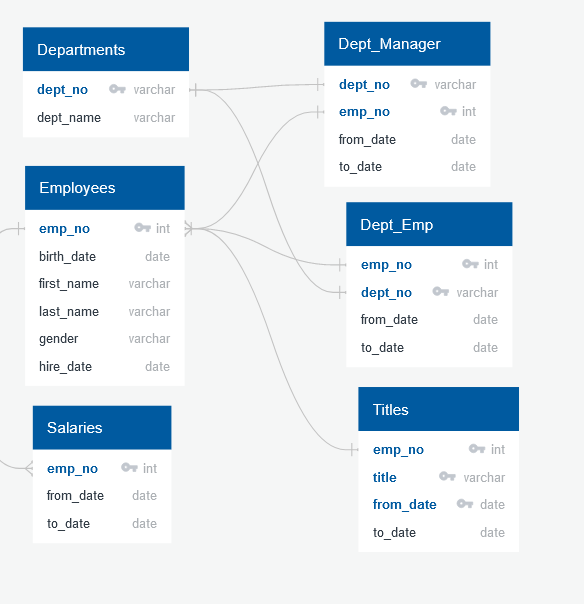 Departments
dept_no varchar
dept_name varchar
Employees
emp_no int
birth_date date
first_name varchar
last_name varchar
gender varchar
hire_date date
Salaries
emp_no int
from_date date
to_date date
Dept_Manager
dept_no varchar
emp_no int
from_date date
to_date date
Dept_Emp
emp_no int
dept_no varchar
from_date date
to_date date
Titles
emp_no int
title varchar
from_date date
to_date date